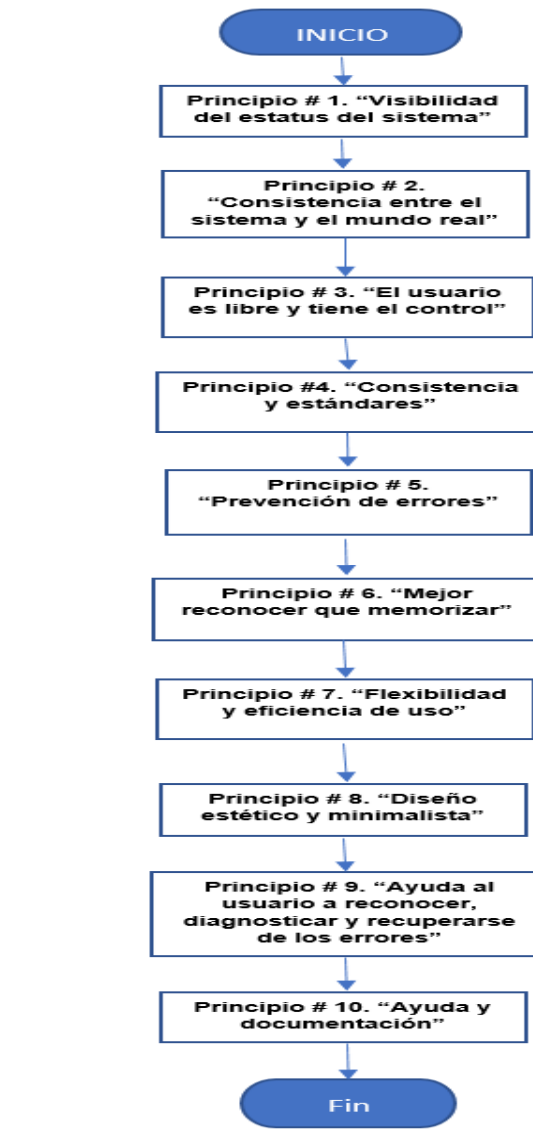 INICIO
Principio # 1. “Visibilidad
del estatus del sistema”
Principio # 2.
“Consistencia entre el
sistema y el mundo real”
Principio # 3. “El usuario
es libre y tiene el control”
Principio #4. “Consistencia
y estándares”
Principio # 5.
“Prevención de errores”
Principio # 6. “Mejor
reconocer que memorizar”
Principio # 7. “Flexibilidad
y eficiencia de uso”
Principio # 8. “Diseño
estético y minimalista”
Principio # 9. “Ayuda al
usuario a reconocer,
diagnosticar y recuperarse
de los errores”
Principio # 10. “Ayuda y
documentación”
Fin